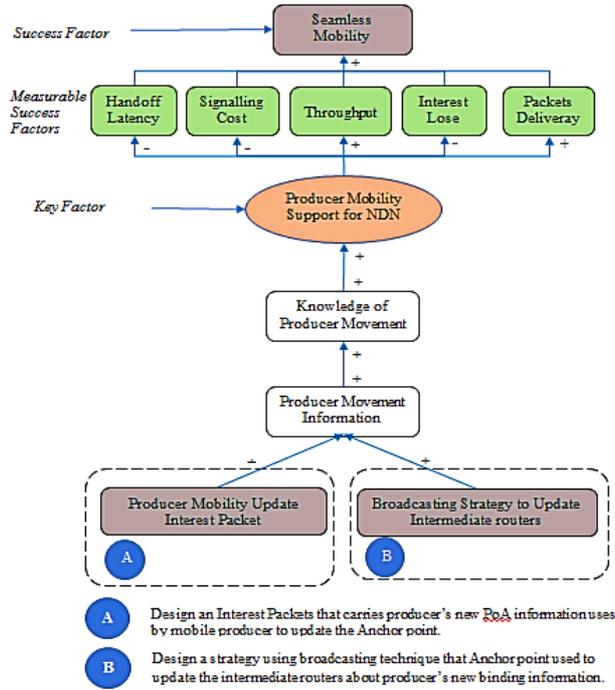 Seamless
Mobility
Success Factor
+
Measurable
Success
Factors
Handoff
Latency
Signalling
Cost
Throughput
Interest
Lose
Packets
Deliveray
-
-
+
-
+
Key Factor
Producer Mobility
Support for NDN
+
+
Knowledge of
Producer Movement
+
+
Producer Movement
Information
+
+
Producer Mobility Update
Interest Packet
Broadcasting Strategy to Update
Intermediate routers
A
B
A
Design an Interest Packets that carries producer's new PoA information uses
by mobile producer to update the Anchor point.
B
Design a strategy using broadcasting technique that Anchor point used to
update the intermediate routers about producer's new binding information.